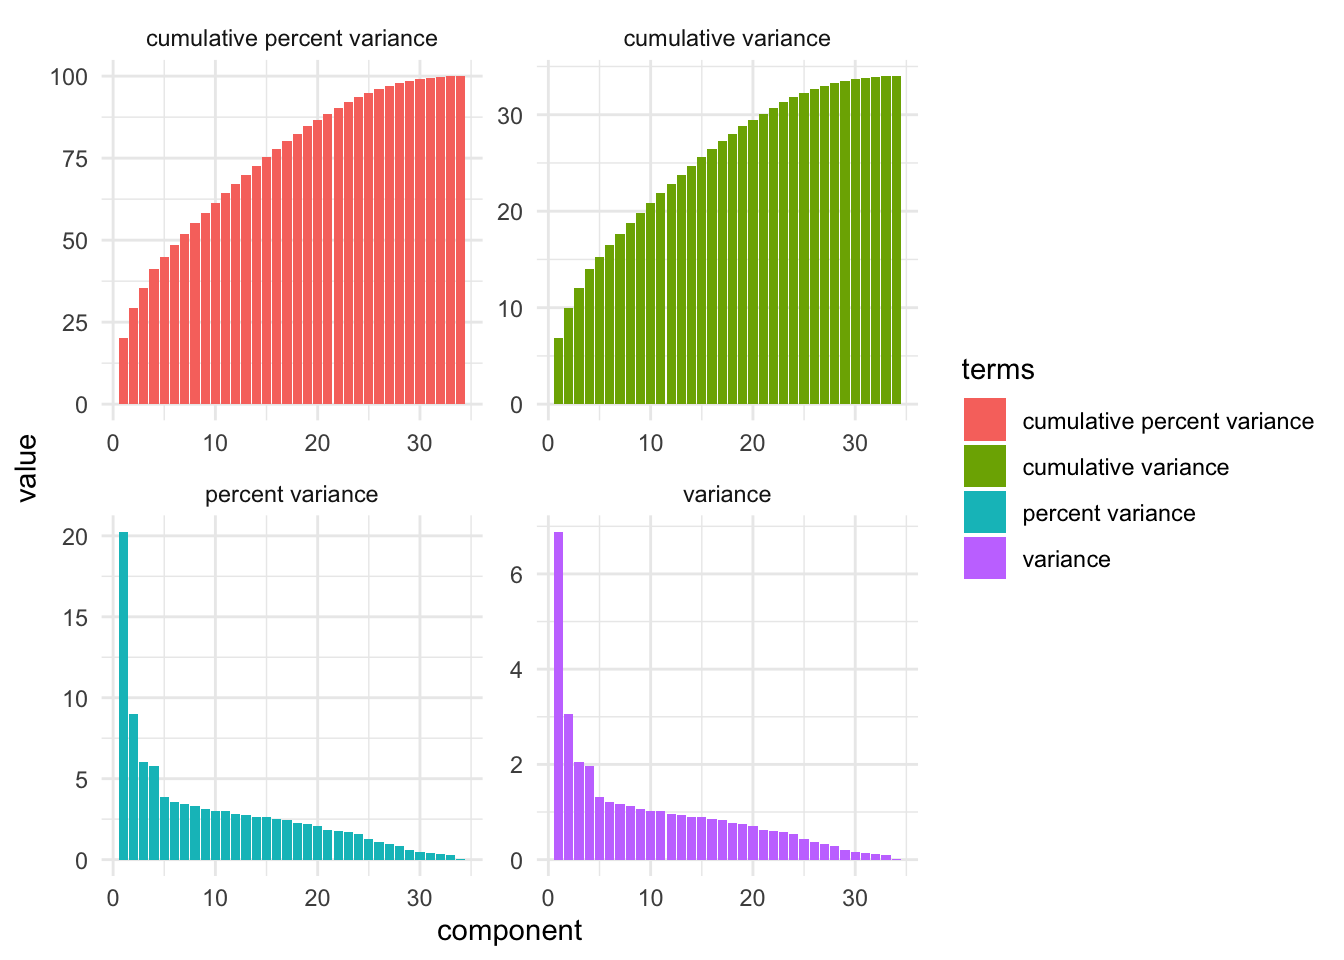 cumulative percent variance
cumulative variance
100
75
50
25
0
30
20
10
0
0 10 20 30
0 10 20 30
percent variance
variance
20
15
10
5
0
6
4
2
0
0 10 20 30
0 10 20 30
component
value
terms
cumulative percent variance
cumulative variance
percent variance
variance